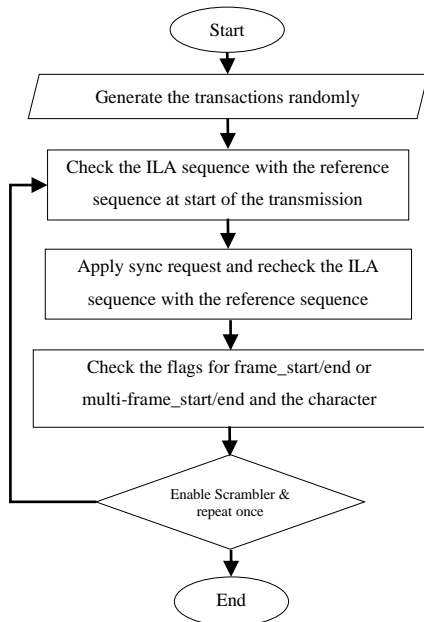 Start
Generate the transactions randomly
Check the ILA sequence with the reference
sequence at start of the transmission
Apply sync request and recheck the ILA
sequence with the reference sequence
Check the flags for frame_start/end or
multi-frame_start/end and the character
Enable Scrambler &
repeat once
End